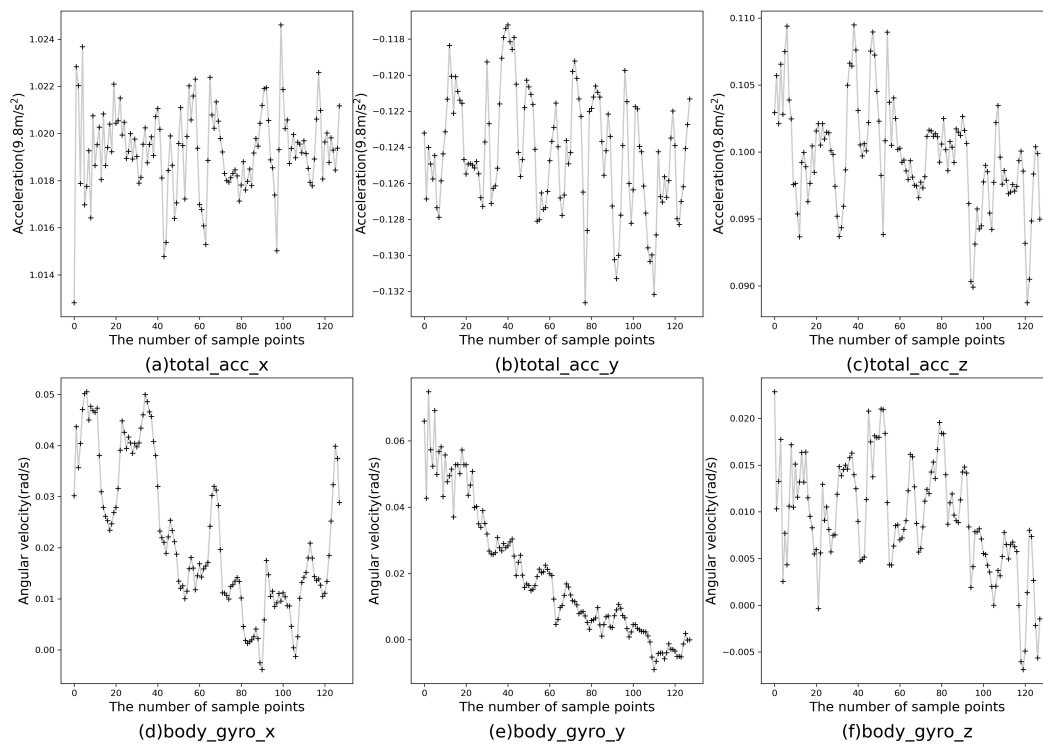 1.024
1.022
1.020
1.018
1.016
1.014
Acceleration(9.8m/s²)
0 20 40 60 80 100 120
The number of sample points
(a)total_acc_x
−0.118
−0.120
−0.122
−0.124
−0.126
−0.128
−0.130
−0.132
Acceleration(9.8m/s²)
0 20 40 60 80 100 120
The number of sample points
(b)total_acc_y
0.110
0.105
0.100
0.095
0.090
Acceleration(9.8m/s²)
0 20 40 60 80 100 120
The number of sample points
(c)total_acc_z
0.05
0.04
0.03
0.02
0.01
0.00
Angular velocity(rad/s)
0 20 40 60 80 100 120
The number of sample points
(d)body_gyro_x
0.06
0.04
0.02
0.00
Angular velocity(rad/s)
0 20 40 60 80 100 120
The number of sample points
(e)body_gyro_y
0.020
0.015
0.010
0.005
0.000
−0.005
Angular velocity(rad/s)
0 20 40 60 80 100 120
The number of sample points
(f)body_gyro_z